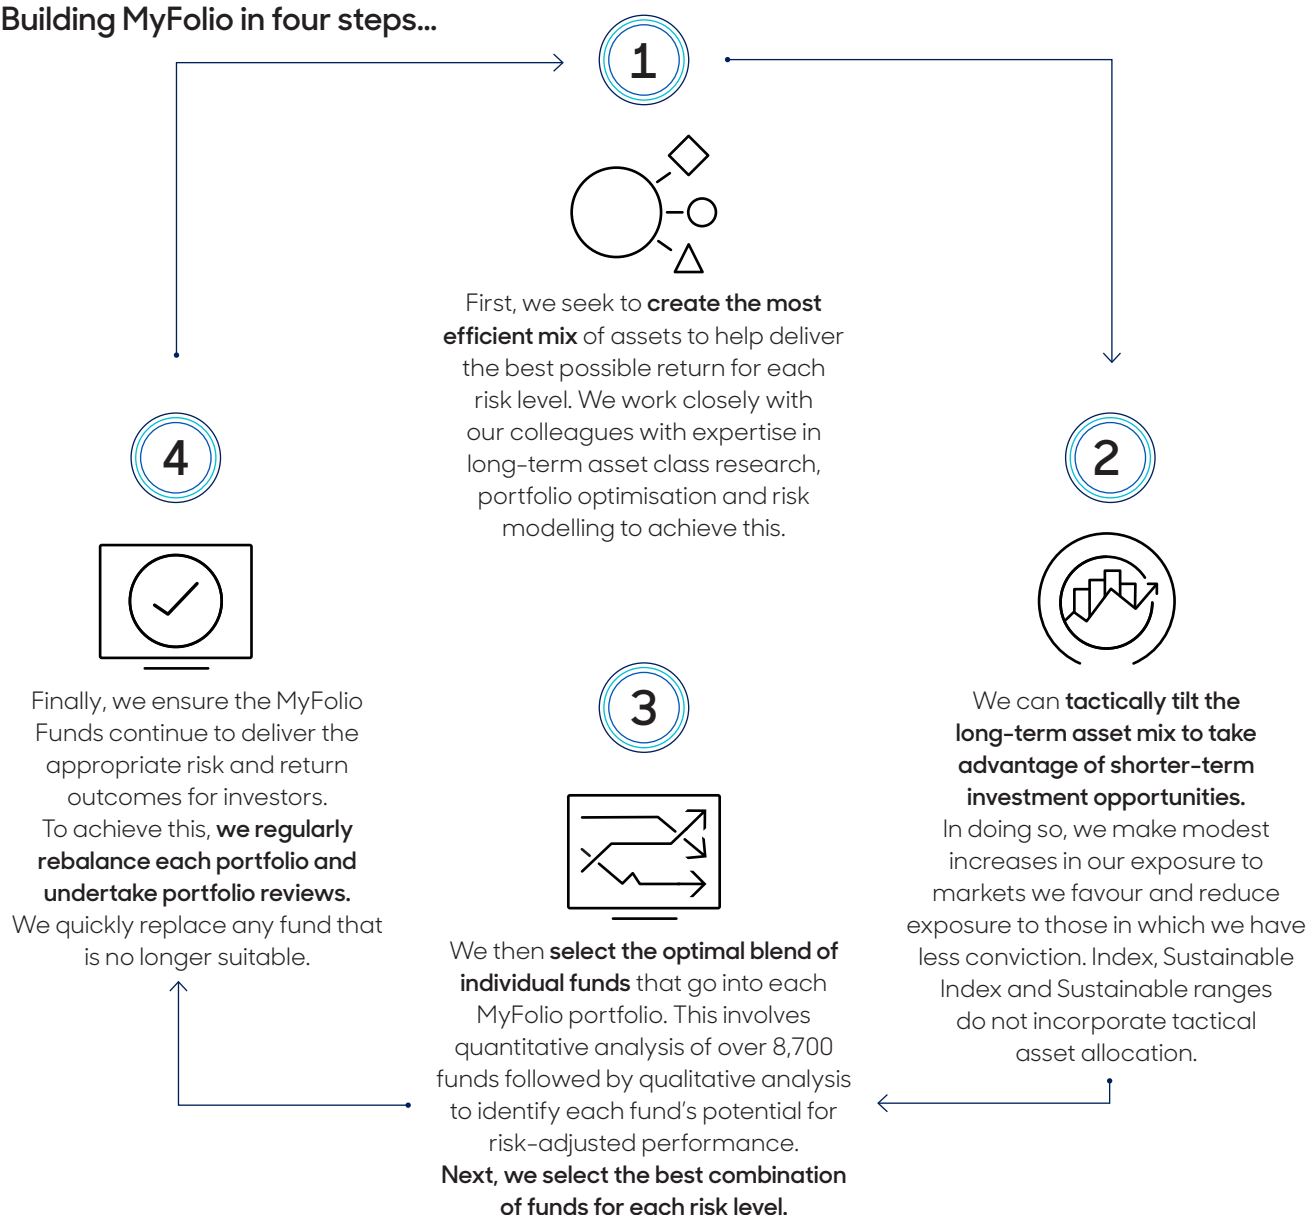 Building MyFolio in four steps...
1
First, we seek to create the most
efficient mix of assets to help deliver
the best possible return for each
risk level. We work closely with
our colleagues with expertise in
long-term asset class research,
portfolio optimisation and risk
modelling to achieve this.
2
We can tactically tilt the
long-term asset mix to take
advantage of shorter-term
investment opportunities.
In doing so, we make modest
increases in our exposure to
markets we favour and reduce
exposure to those in which we have
less conviction. Index, Sustainable
Index and Sustainable ranges
do not incorporate tactical
asset allocation.
3
We then select the optimal blend of
individual funds that go into each
MyFolio portfolio. This involves
quantitative analysis of over 8,700
funds followed by qualitative analysis
to identify each fund's potential for
risk-adjusted performance.
Next, we select the best combination
of funds for each risk level.
4
Finally, we ensure the MyFolio
Funds continue to deliver the
appropriate risk and return
outcomes for investors.
To achieve this, we regularly
rebalance each portfolio and
undertake portfolio reviews.
We quickly replace any fund that
is no longer suitable.